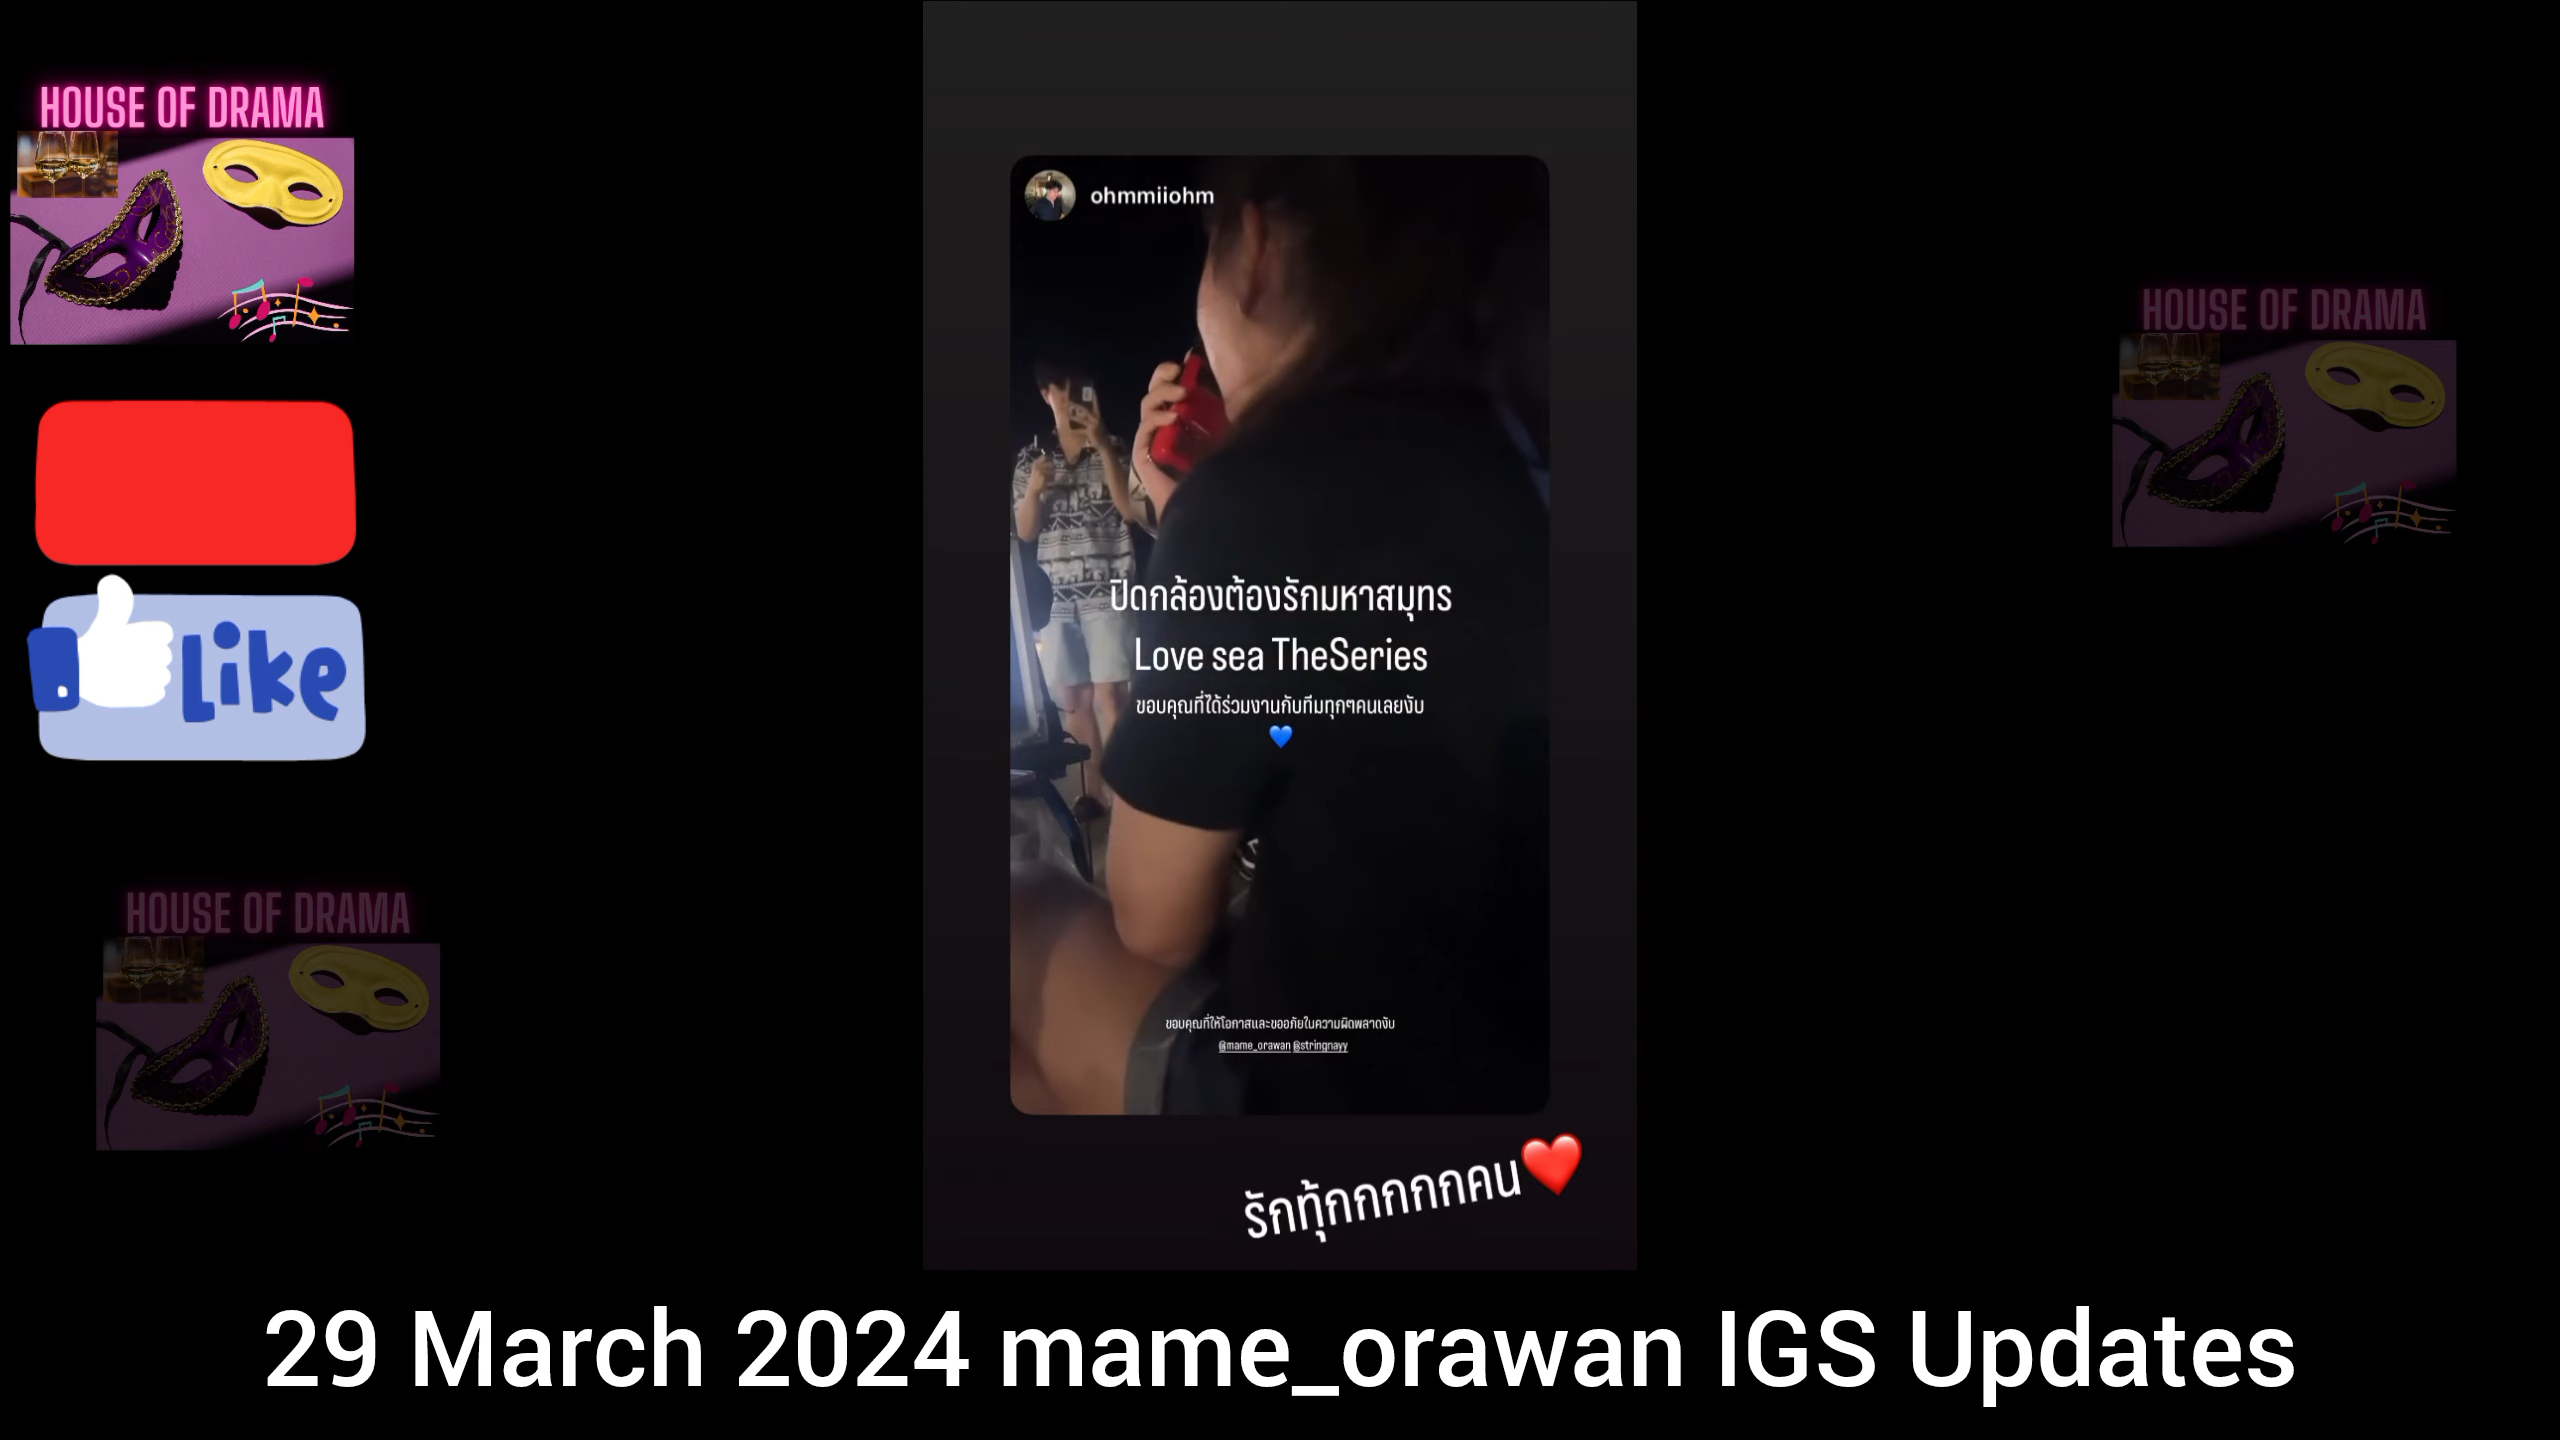 HOUSE OF DRAMA
Like
HOUSE OF DRAMA
HOUSE OF DRAMA
ohmmiiohm
ปิดกล้องต้องรักมหาสมุทร
Love sea TheSeries
ขอบคุณที่ได้ร่วมงานกับทีมทุกๆคนเลยงับ
💙
ขอบคุณที่ให้โอกาสและขออภัยในความผิดพลาดงับ
@mame_orawan @stringnayy
รักทุ้กกกกกคน❤️
29 March 2024 mame_orawan IGS Updates